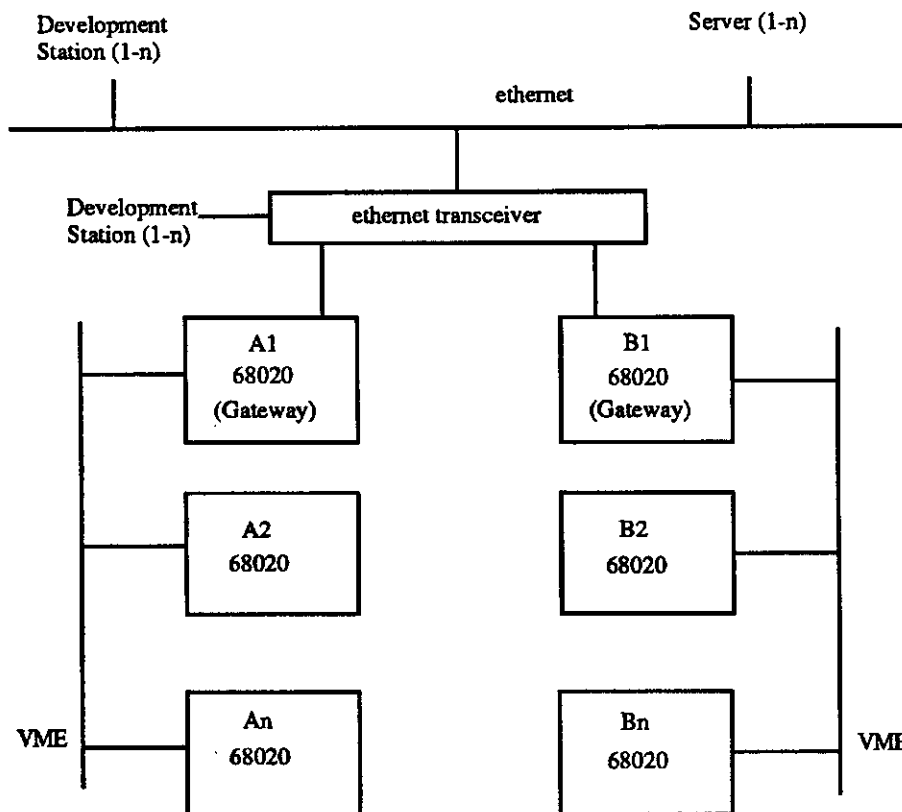 Development
Station (1-n)
Server (1-n)
ethernet
Development
Station (1-n)
ethernet transceiver
A1
68020
(Gateway)
B1
68020
(Gateway)
A2
68020
B2
68020
An
68020
Bn
68020
VME
VME